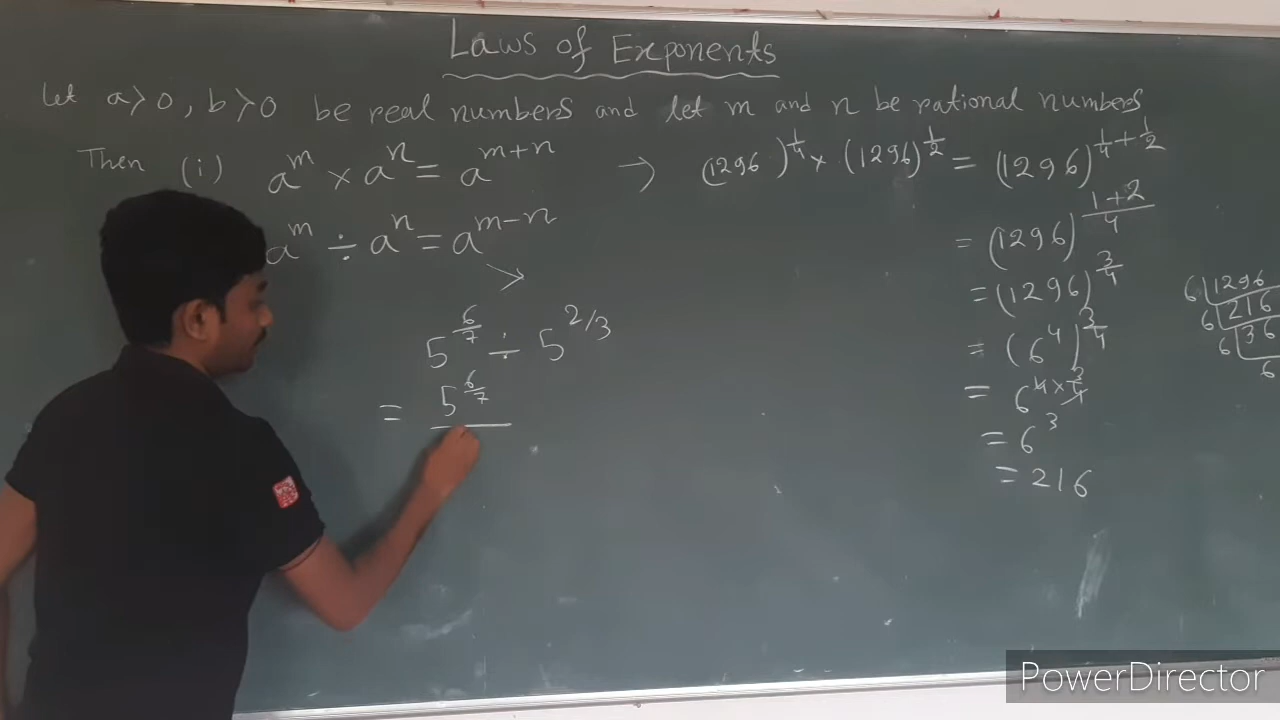 Laws of Exponents
Let a>0, b>0 be real numbers and let m and n be rational numbers
Then (i) a^m × a^n = a^(m+n) → (1296)^(1/4) × (1296)^(1/2) = (1296)^(1/4 + 1/2)
= (1296)^((1+2)/4)
= (1296)^(3/4)
= (6^4)^(3/4)
= 6^(4 × 3/4)
= 6^3
= 216
a^m ÷ a^n = a^(m-n)
5^(6/7) ÷ 5^(2/3)
= 5^(6/7)
6 1296
6 216
6 36
6
PowerDirector